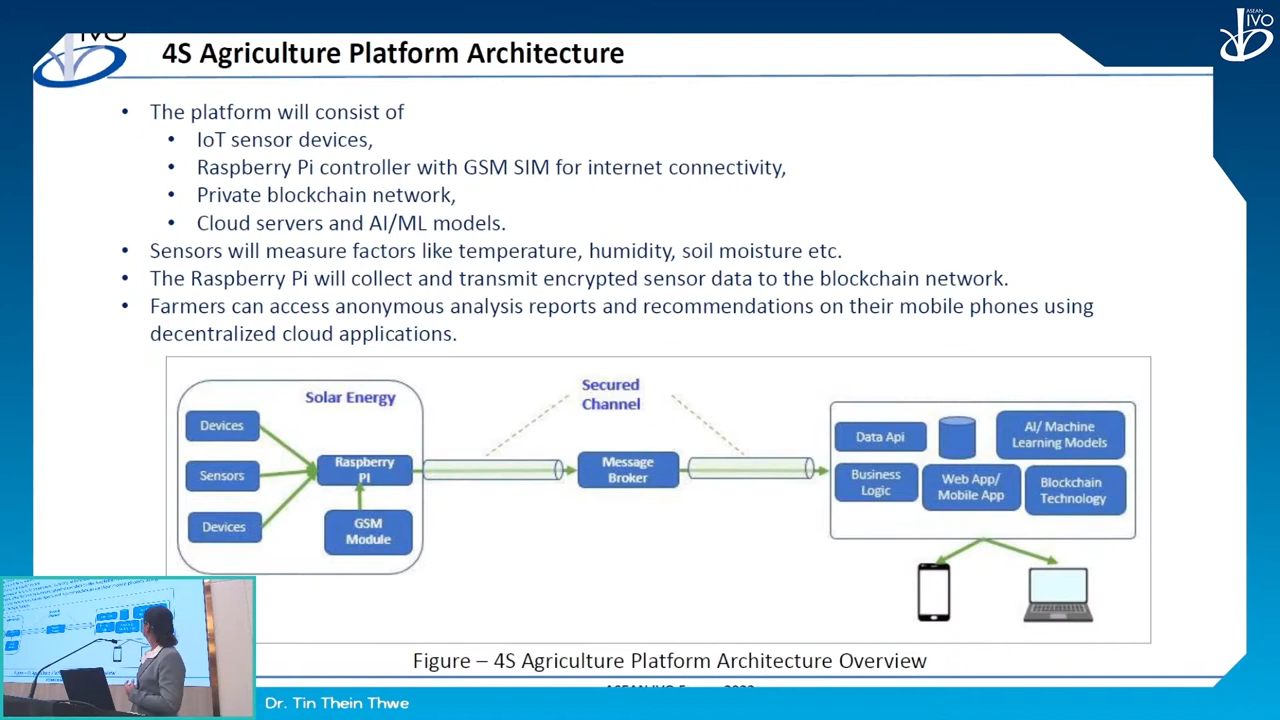 ASEAN
IVO
IVO
4S Agriculture Platform Architecture
• The platform will consist of
• IoT sensor devices,
• Raspberry Pi controller with GSM SIM for internet connectivity,
• Private blockchain network,
• Cloud servers and AI/ML models.
• Sensors will measure factors like temperature, humidity, soil moisture etc.
• The Raspberry Pi will collect and transmit encrypted sensor data to the blockchain network.
• Farmers can access anonymous analysis reports and recommendations on their mobile phones using
decentralized cloud applications.
Solar Energy
Devices
Sensors
Devices
Raspberry
PI
GSM
Module
Secured
Channel
Message
Broker
Data Api
AI/ Machine
Learning Models
Business
Logic
Web App/
Mobile App
Blockchain
Technology
Figure – 4S Agriculture Platform Architecture Overview
Dr. Tin Thein Thwe